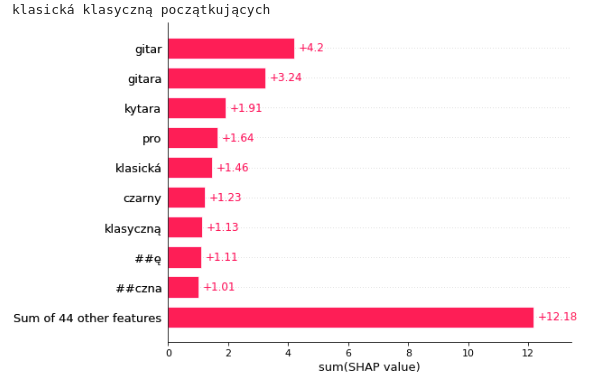 klasická klasyczną początkujących
gitar +4.2
gitara +3.24
kytara +1.91
pro +1.64
klasická +1.46
czarny +1.23
klasyczną +1.13
##ę +1.11
##czna +1.01
Sum of 44 other features +12.18
0 2 4 6 8 10 12
sum(SHAP value)